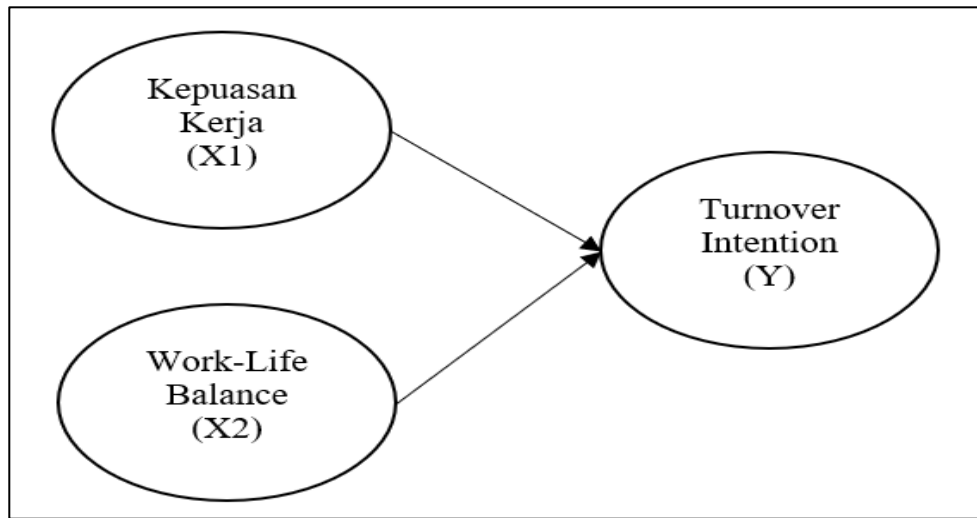 Kepuasan
Kerja
(X1)
Turnover
Intention
(Y)
Work-Life
Balance
(X2)